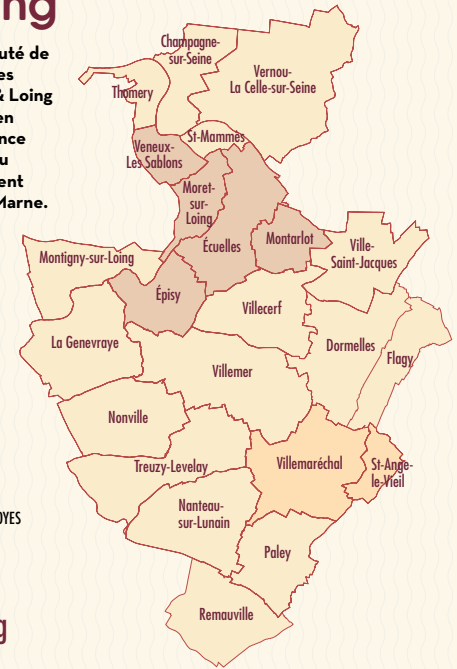 ng
uté de
es
& Loing
en
nce
u
ent
Marne.
Champagne-
sur-Seine
Vernou-
La Celle-sur-Seine
Thomery
St-Mammès
Veneux-
Les Sablons
Moret-
sur-
Loing
Écuelles
Montarlot
Ville-
Saint-Jacques
Montigny-sur-Loing
Épisy
Villecerf
La Genevraye
Dormelles
Flagy
Villemer
Nonville
Treuzy-Levelay
Villemaréchal
St-Ange-
le-Vieil
Nanteau-
sur-Lunain
OYES
Paley
Remauville
g